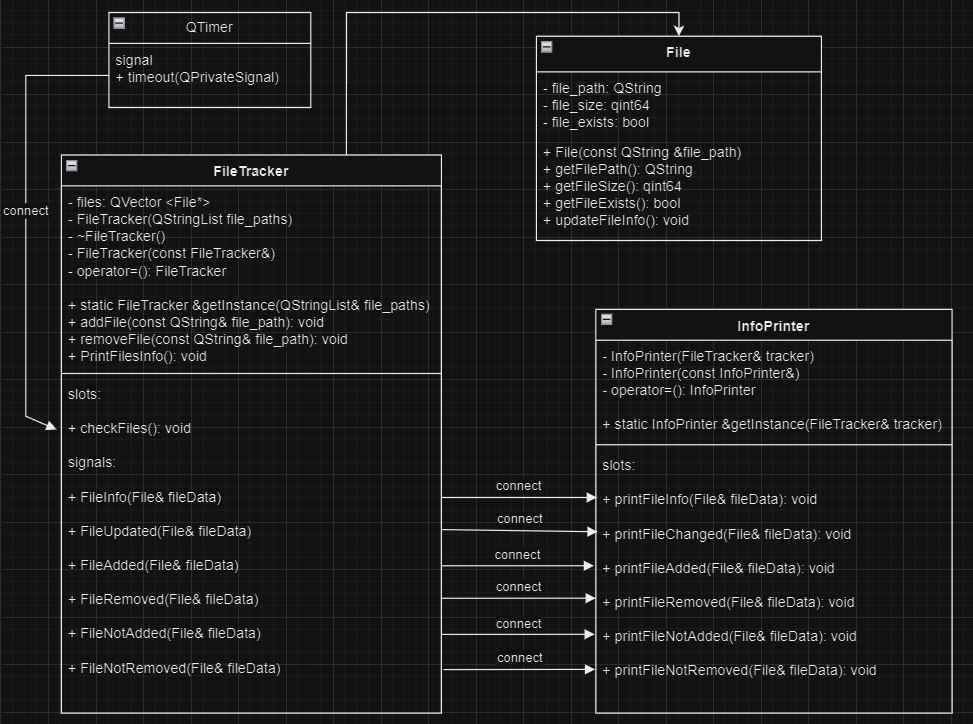 QTimer
signal
+ timeout(QPrivateSignal)
File
- file_path: QString
- file_size: qint64
- file_exists: bool
+ File(const QString &file_path)
+ getFilePath(): QString
+ getFileSize(): qint64
+ getFileExists(): bool
+ updateFileInfo(): void
connect
FileTracker
- files: QVector <File*>
- FileTracker(QStringList file_paths)
- ~FileTracker()
- FileTracker(const FileTracker&)
- operator=(): FileTracker
+ static FileTracker &getInstance(QStringList& file_paths)
+ addFile(const QString& file_path): void
+ removeFile(const QString& file_path): void
+ PrintFilesInfo(): void
slots:
+ checkFiles(): void
signals:
+ FileInfo(File& fileData)
+ FileUpdated(File& fileData)
+ FileAdded(File& fileData)
+ FileRemoved(File& fileData)
+ FileNotAdded(File& fileData)
+ FileNotRemoved(File& fileData)
connect
connect
connect
connect
connect
connect
InfoPrinter
- InfoPrinter(FileTracker& tracker)
- InfoPrinter(const InfoPrinter&)
- operator=(): InfoPrinter
+ static InfoPrinter &getInstance(FileTracker& tracker)
slots:
+ printFileInfo(File& fileData): void
+ printFileChanged(File& fileData): void
+ printFileAdded(File& fileData): void
+ printFileRemoved(File& fileData): void
+ printFileNotAdded(File& fileData): void
+ printFileNotRemoved(File& fileData): void